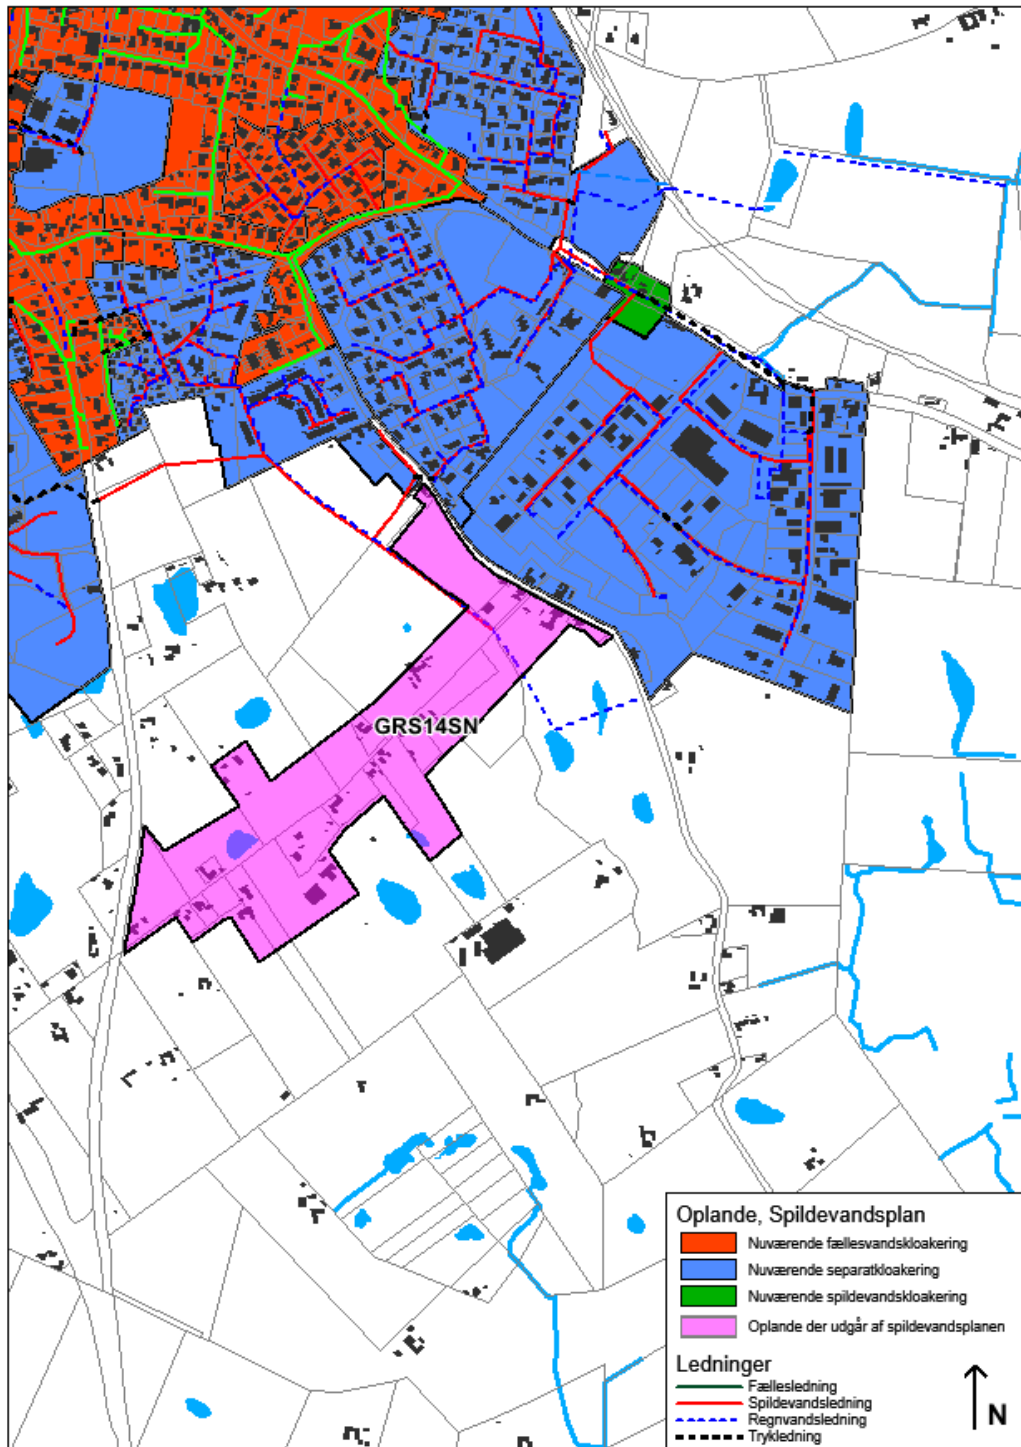 GRS14SN
Oplande, Spildevandsplan
Nuværende fællesvandskloakering
Nuværende separatkloakering
Nuværende spildevandskloakering
Oplande der udgår af spildevandsplanen
Ledninger
Fællesledning
Spildevandsledning
Regnvandsledning
Trykledning
N